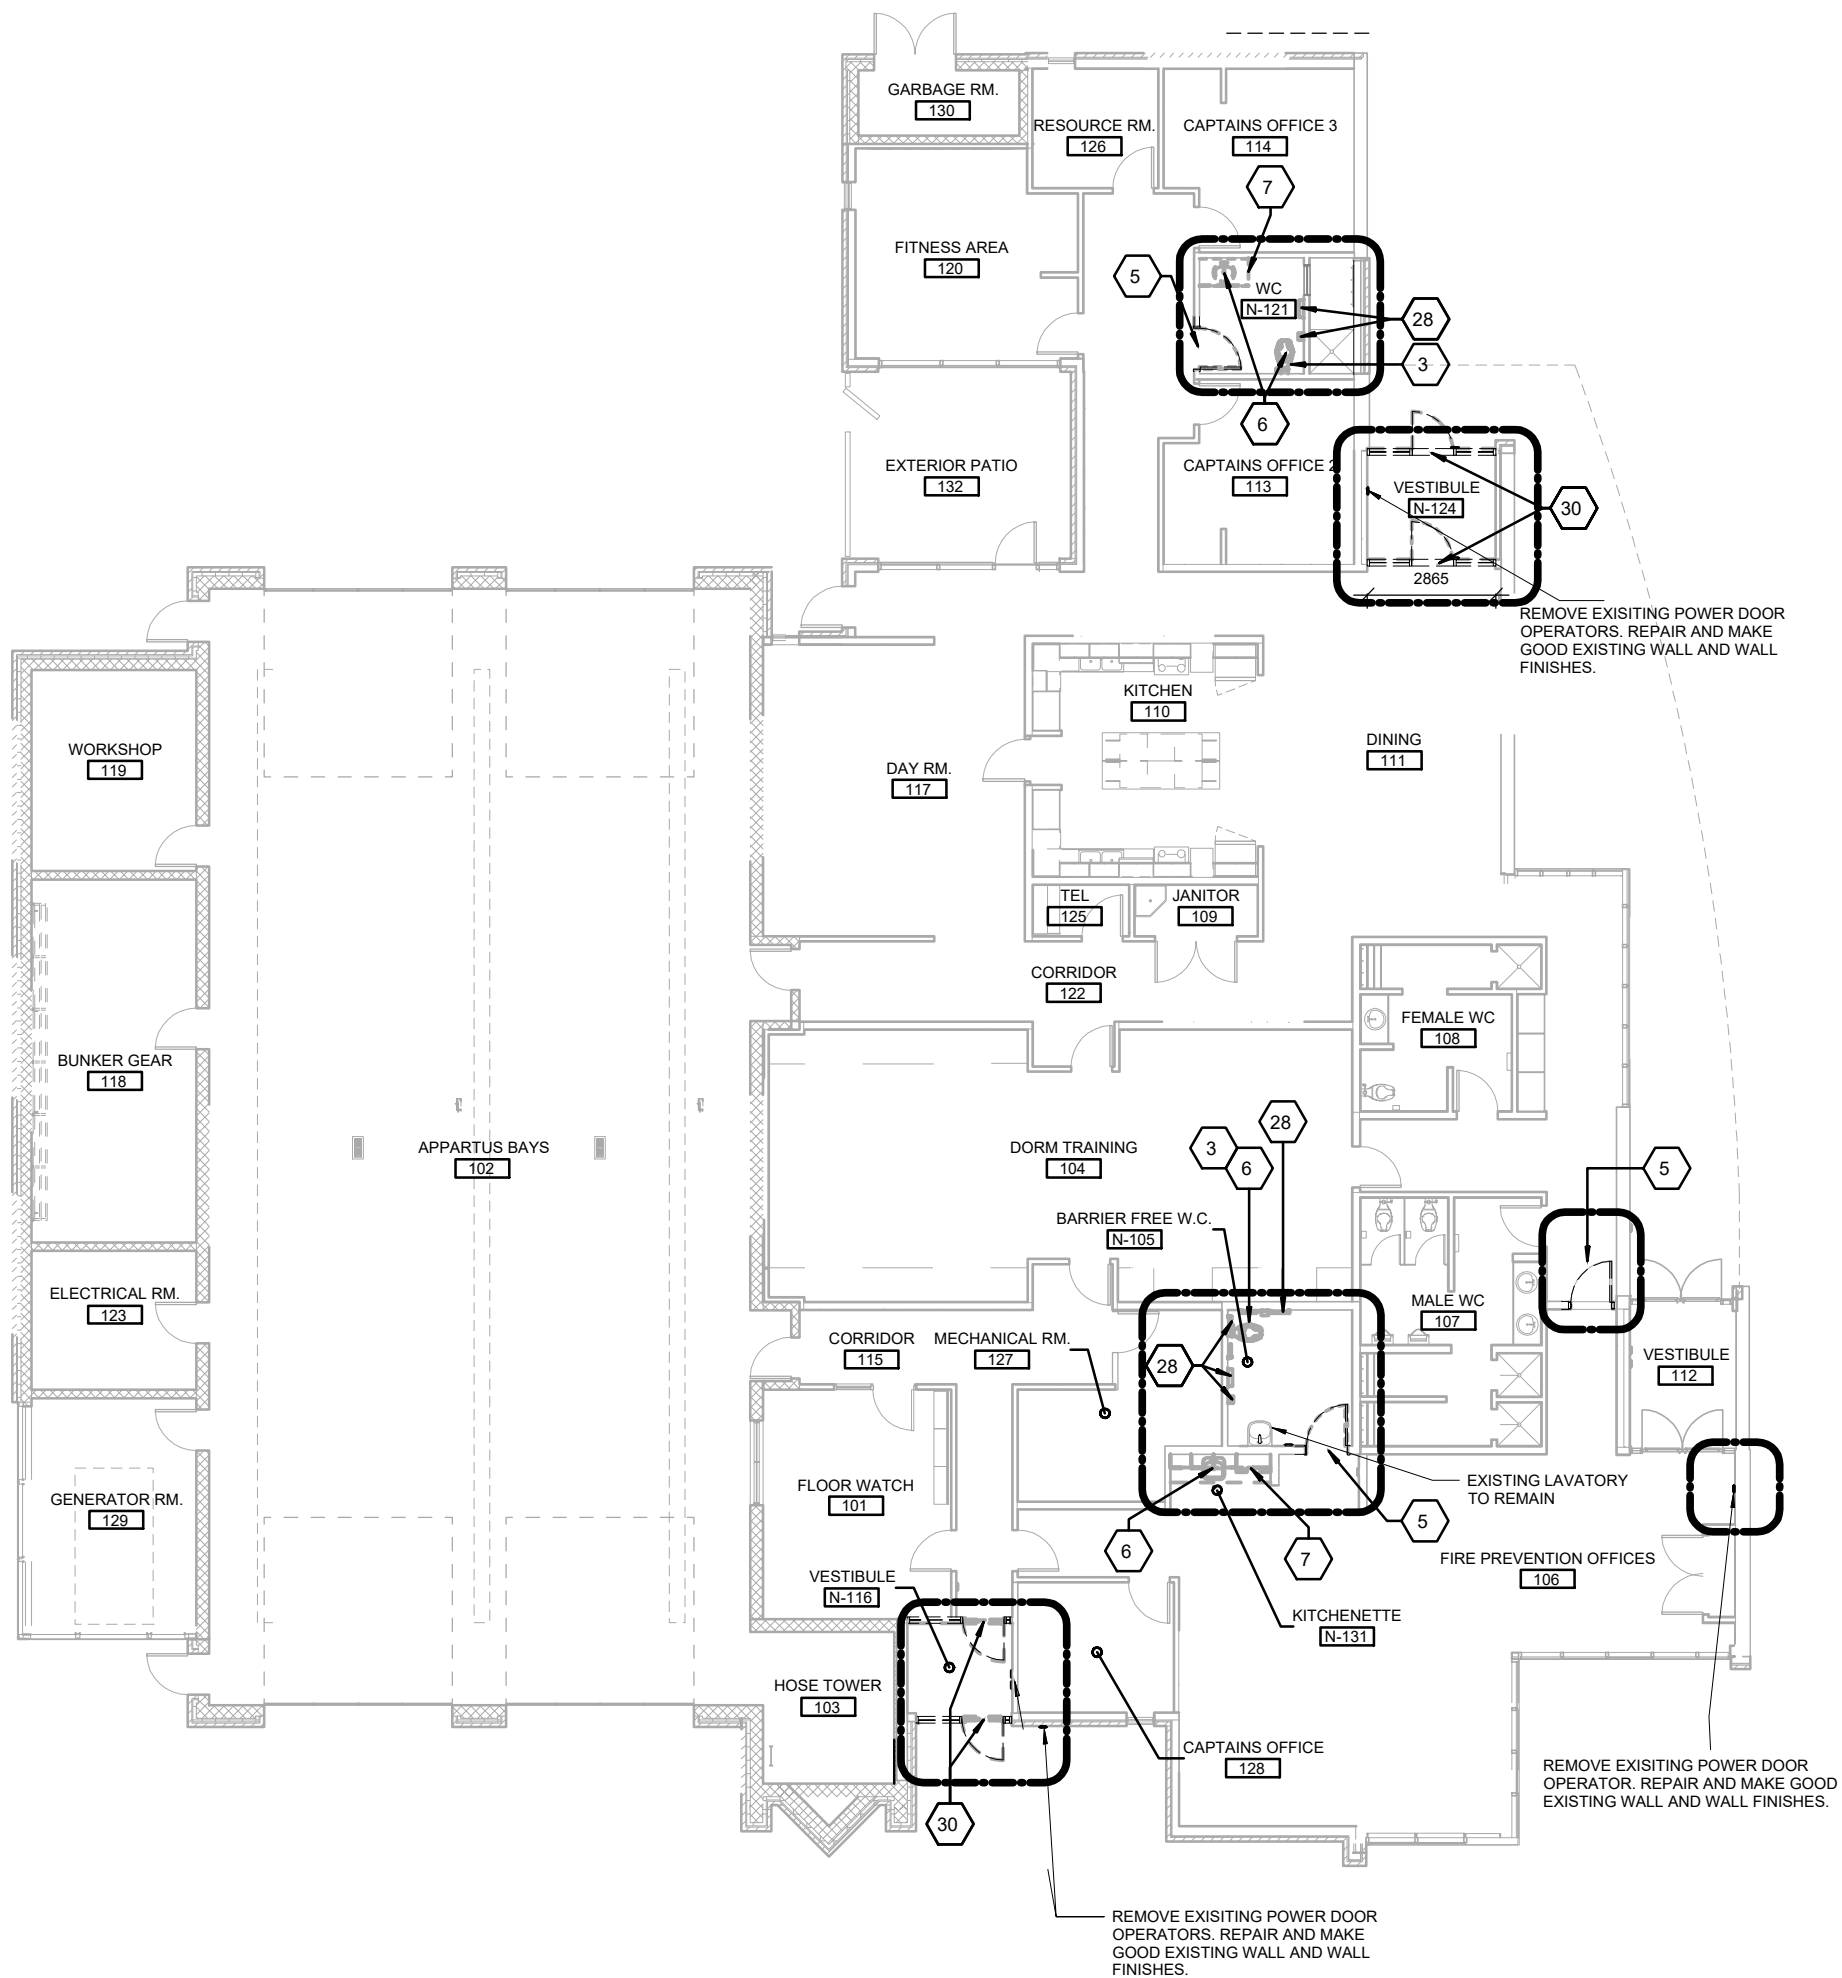 GARBAGE RM.
130
RESOURCE RM.
126
CAPTAINS OFFICE 3
114
7
FITNESS AREA
120
5
WC
N-121
28
3
6
EXTERIOR PATIO
132
CAPTAINS OFFICE 2
113
VESTIBULE
N-124
30
2865
REMOVE EXISITING POWER DOOR
OPERATORS. REPAIR AND MAKE
GOOD EXISTING WALL AND WALL
FINISHES.
KITCHEN
110
WORKSHOP
119
DAY RM.
117
DINING
111
TEL
125
JANITOR
109
CORRIDOR
122
FEMALE WC
108
BUNKER GEAR
118
APPARTUS BAYS
102
DORM TRAINING
104
28
3
6
5
BARRIER FREE W.C.
N-105
ELECTRICAL RM.
123
MALE WC
107
CORRIDOR
115
MECHANICAL RM.
127
28
VESTIBULE
112
FLOOR WATCH
101
EXISTING LAVATORY
TO REMAIN
GENERATOR RM.
129
5
6
7
FIRE PREVENTION OFFICES
106
VESTIBULE
N-116
KITCHENETTE
N-131
HOSE TOWER
103
CAPTAINS OFFICE
128
REMOVE EXISITING POWER DOOR
OPERATOR. REPAIR AND MAKE GOOD
EXISTING WALL AND WALL FINISHES.
30
REMOVE EXISITING POWER DOOR
OPERATORS. REPAIR AND MAKE
GOOD EXISTING WALL AND WALL
FINISHES.